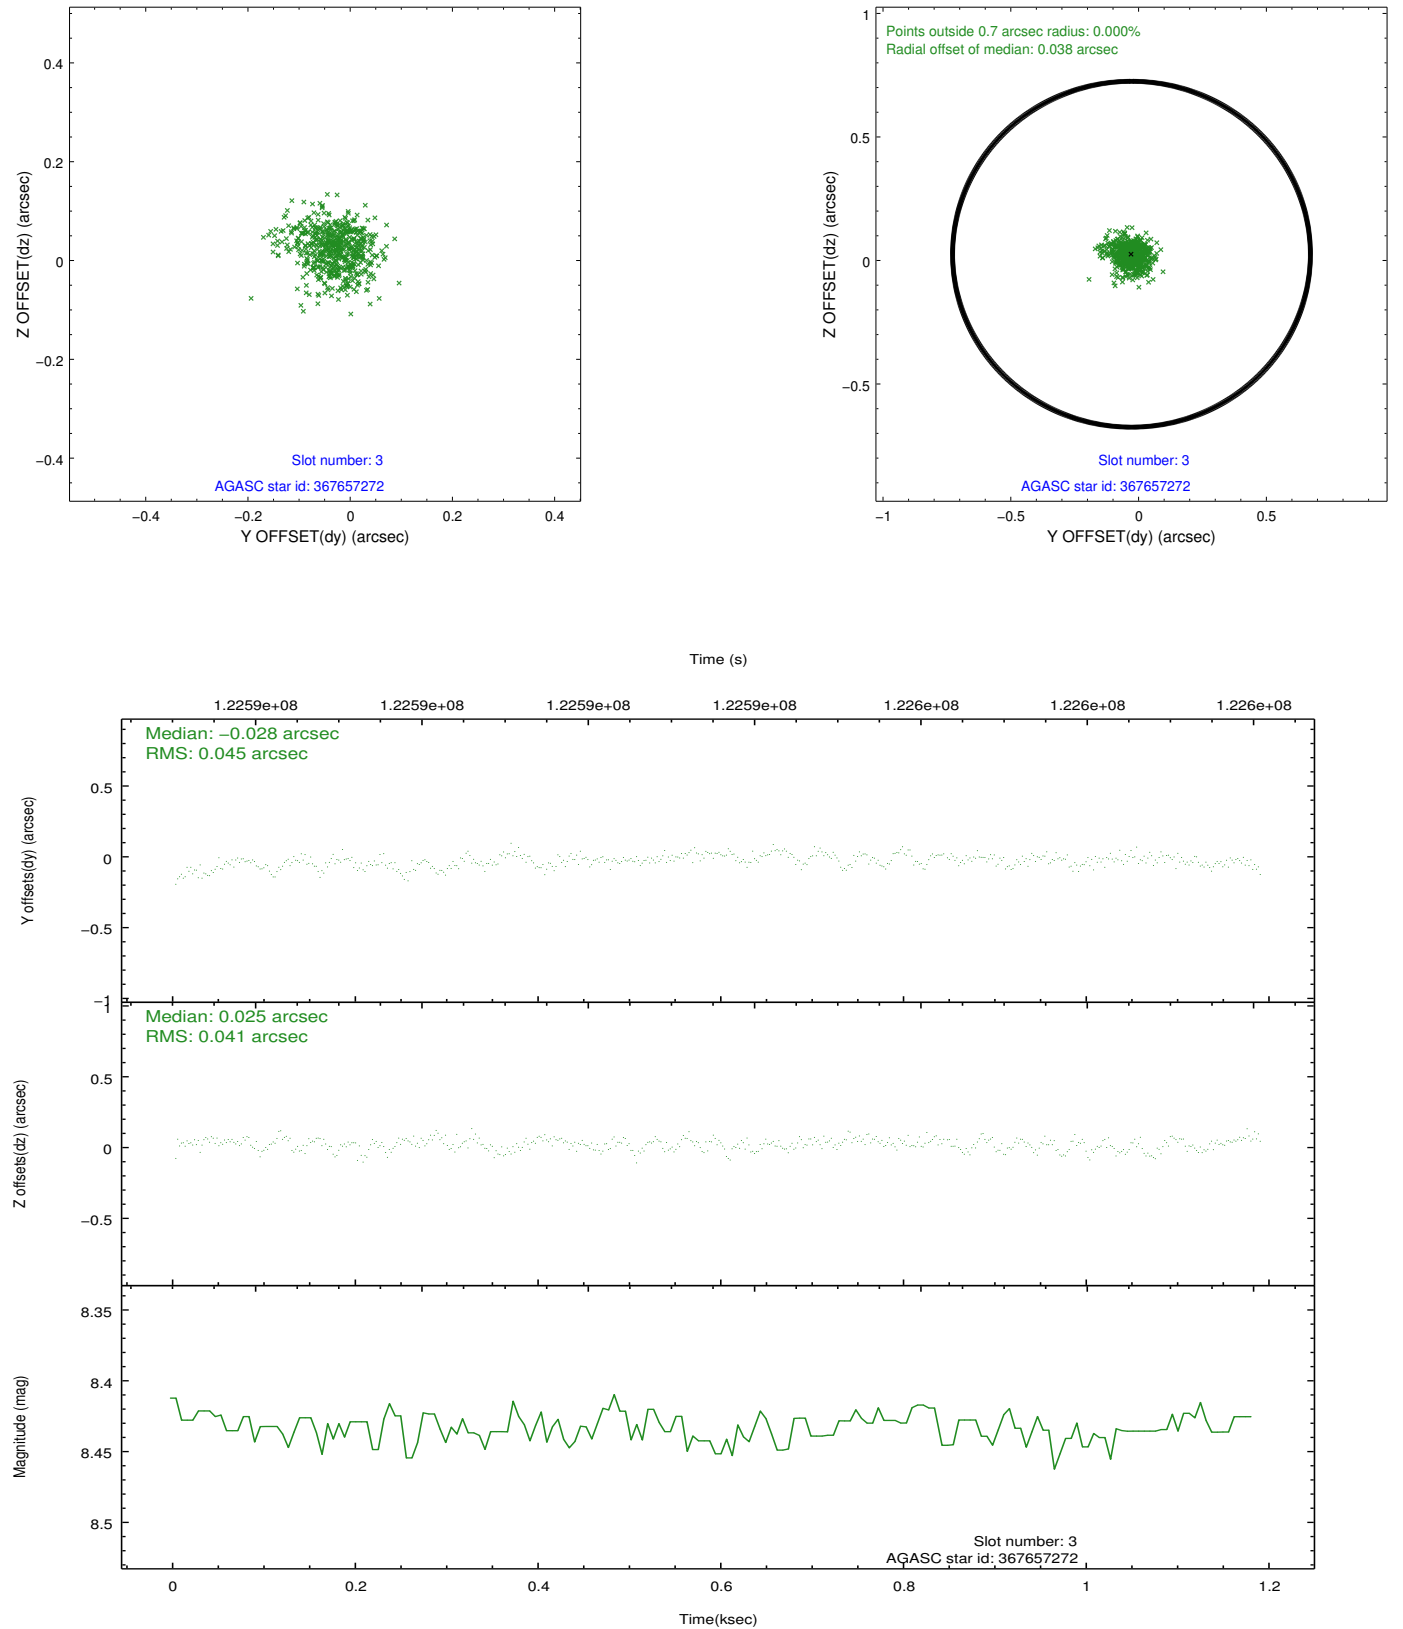 0.4
0.2
0
−0.2
−0.4
Z OFFSET(dz) (arcsec)
Slot number: 3
AGASC star id: 367657272
−0.4 −0.2 0 0.2 0.4
Y OFFSET(dy) (arcsec)
Points outside 0.7 arcsec radius: 0.000%
Radial offset of median: 0.038 arcsec
1
0.5
0
−0.5
Z OFFSET(dz) (arcsec)
Slot number: 3
AGASC star id: 367657272
−1 −0.5 0 0.5
Y OFFSET(dy) (arcsec)
Time (s)
1.2259e+08 1.2259e+08 1.2259e+08 1.2259e+08 1.226e+08 1.226e+08 1.226e+08
Median: −0.028 arcsec
RMS: 0.045 arcsec
0.5
0
−0.5
−1
Y offsets(dy) (arcsec)
Median: 0.025 arcsec
RMS: 0.041 arcsec
1
0.5
0
−0.5
Z offsets(dz) (arcsec)
8.35
8.4
8.45
8.5
Magnitude (mag)
Slot number: 3
AGASC star id: 367657272
0 0.2 0.4 0.6 0.8 1 1.2
Time(ksec)